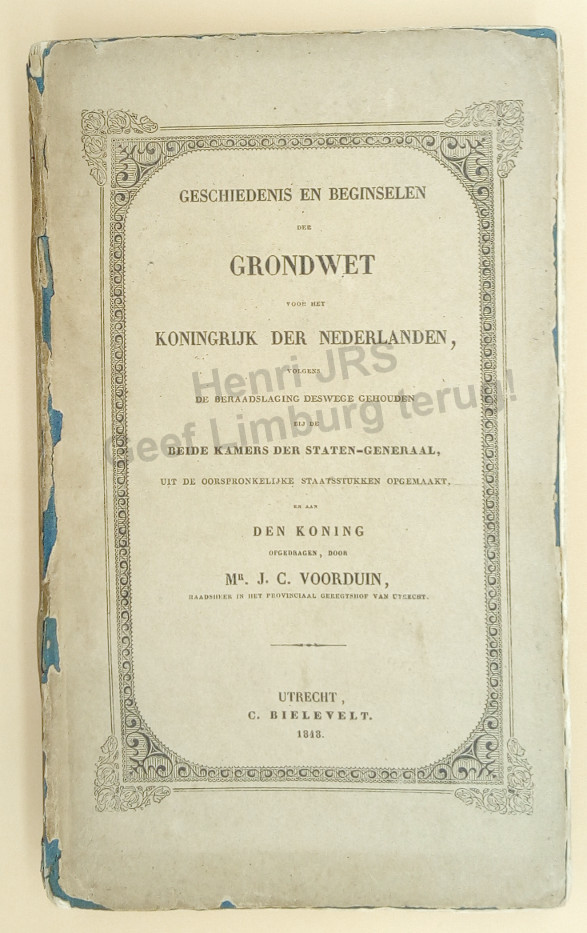 GESCHIEDENIS EN BEGINSELEN
DER
GRONDWET
VOOR HET
KONINGRIJK DER NEDERLANDEN,
VOLGENS
DE BERAADSLAGING DESWEGE GEHOUDEN
BIJ DE
BEIDE KAMERS DER STATEN-GENERAAL,
UIT DE OORSPRONKELIJKE STAATSSTUKKEN OPGEMAAKT,
EN AAN
DEN KONING
OPGEDRAGEN, DOOR
MR. J. C. VOORDUIN,
RAADSHEER IN HET PROVINCIAAL GEREGTSHOF VAN UTRECHT.
UTRECHT,
C. BIELEVELT.
1848.
Henri JRS
Geef Limburg terug!